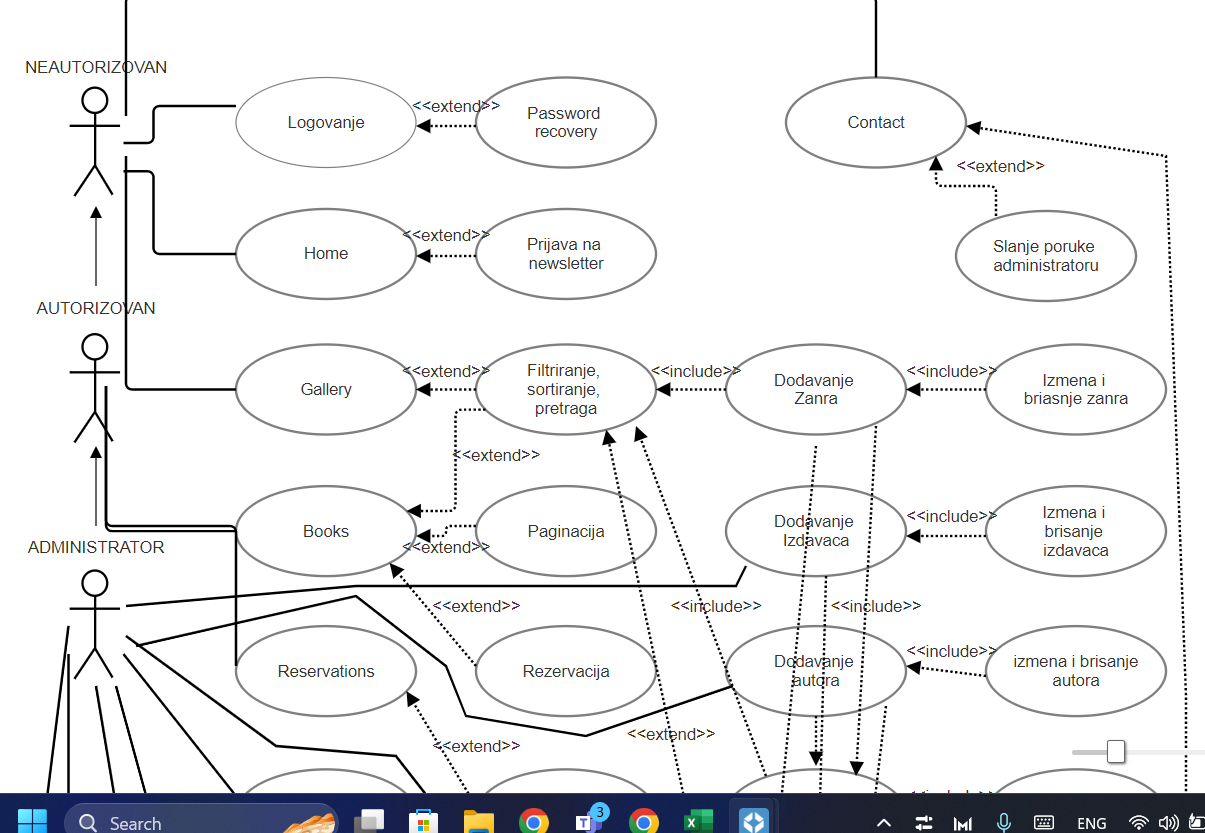 NEAUTORIZOVAN
Logovanje
<<extend>>
Password
recovery
Contact
<<extend>>
Slanje poruke
administratoru
Home
<<extend>>
Prijava na
newsletter
AUTORIZOVAN
Gallery
<<extend>>
Filtriranje,
sortiranje,
pretraga
<<include>>
Dodavanje
Zanra
<<include>>
Izmena i
briasnje zanra
<<extend>>
Books
<<extend>>
Paginacija
Dodavanje
Izdavaca
<<include>>
Izmena i
brisanje
izdavaca
ADMINISTRATOR
<<extend>>
<<include>>
<<include>>
Reservations
Rezervacija
Dodavanje
autora
<<include>>
izmena i brisanje
autora
<<extend>>
<<extend>>
Search
3
ENG